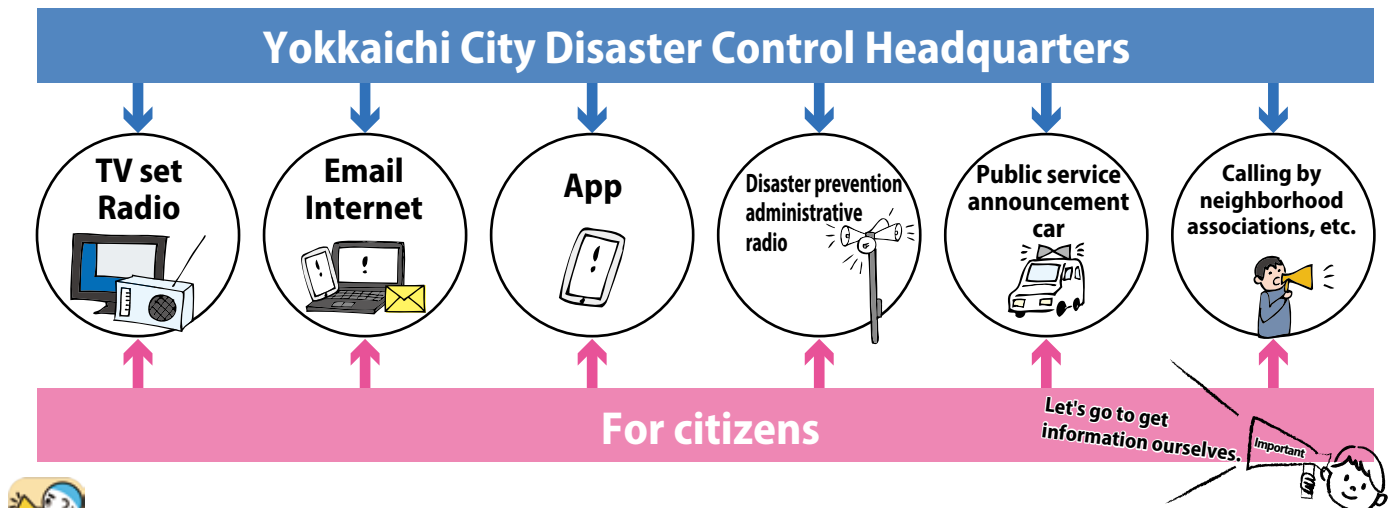 Yokkaichi City Disaster Control Headquarters
TV set
Radio
Email
Internet
App
Disaster prevention
administrative
radio
Public service
announcement
car
Calling by
neighborhood
associations, etc.
!
!
!
For citizens
Let's go to get
information ourselves.
Important